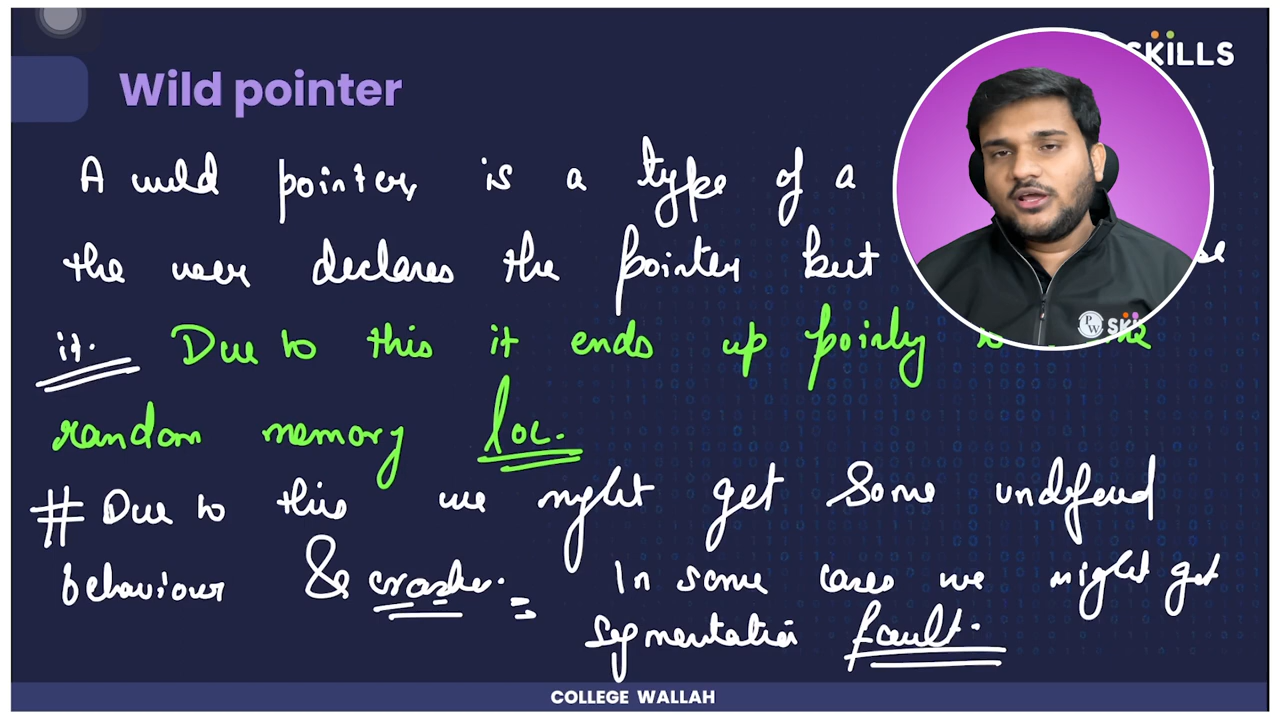 SKILLS
Wild pointer
A wild pointer is a type of a
the user declares the pointer but
it. Due to this it ends up pointing
random memory loc.
# Due to this we might get some undefined
behaviour & crashes. In some cases we might get
segmentation fault.
PW SKIL
COLLEGE WALLAH